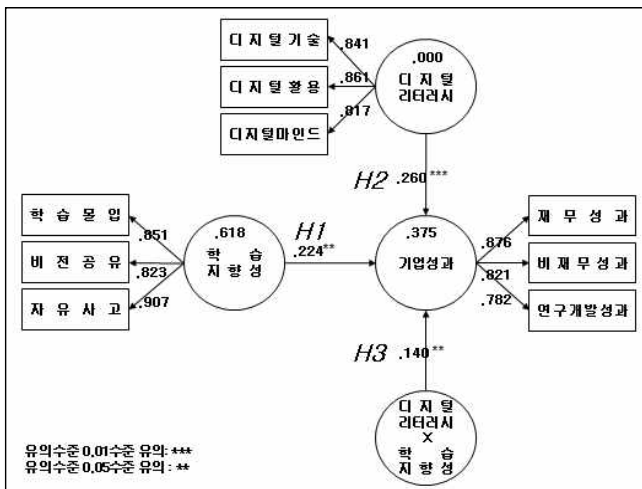 디 지 털 기 술
.841
.000
디 지 털
리터러시
디 지 털 활 용
.861
디지털마인드
.817
H2 .260 ***
학 습 몰 입
.851
비 전 공 유
.823
자 유 사 고
.907
.618
학 습
지 향 성
H1
.224**
.375
기업성과
재 무 성 과
.876
비 재 무 성 과
.821
연구개발성과
.782
H3 .140 **
디 지 털
리터러시
X
학 습
지 향 성
유의수준 0.01수준 유의: ***
유의수준 0.05수준 유의 : **